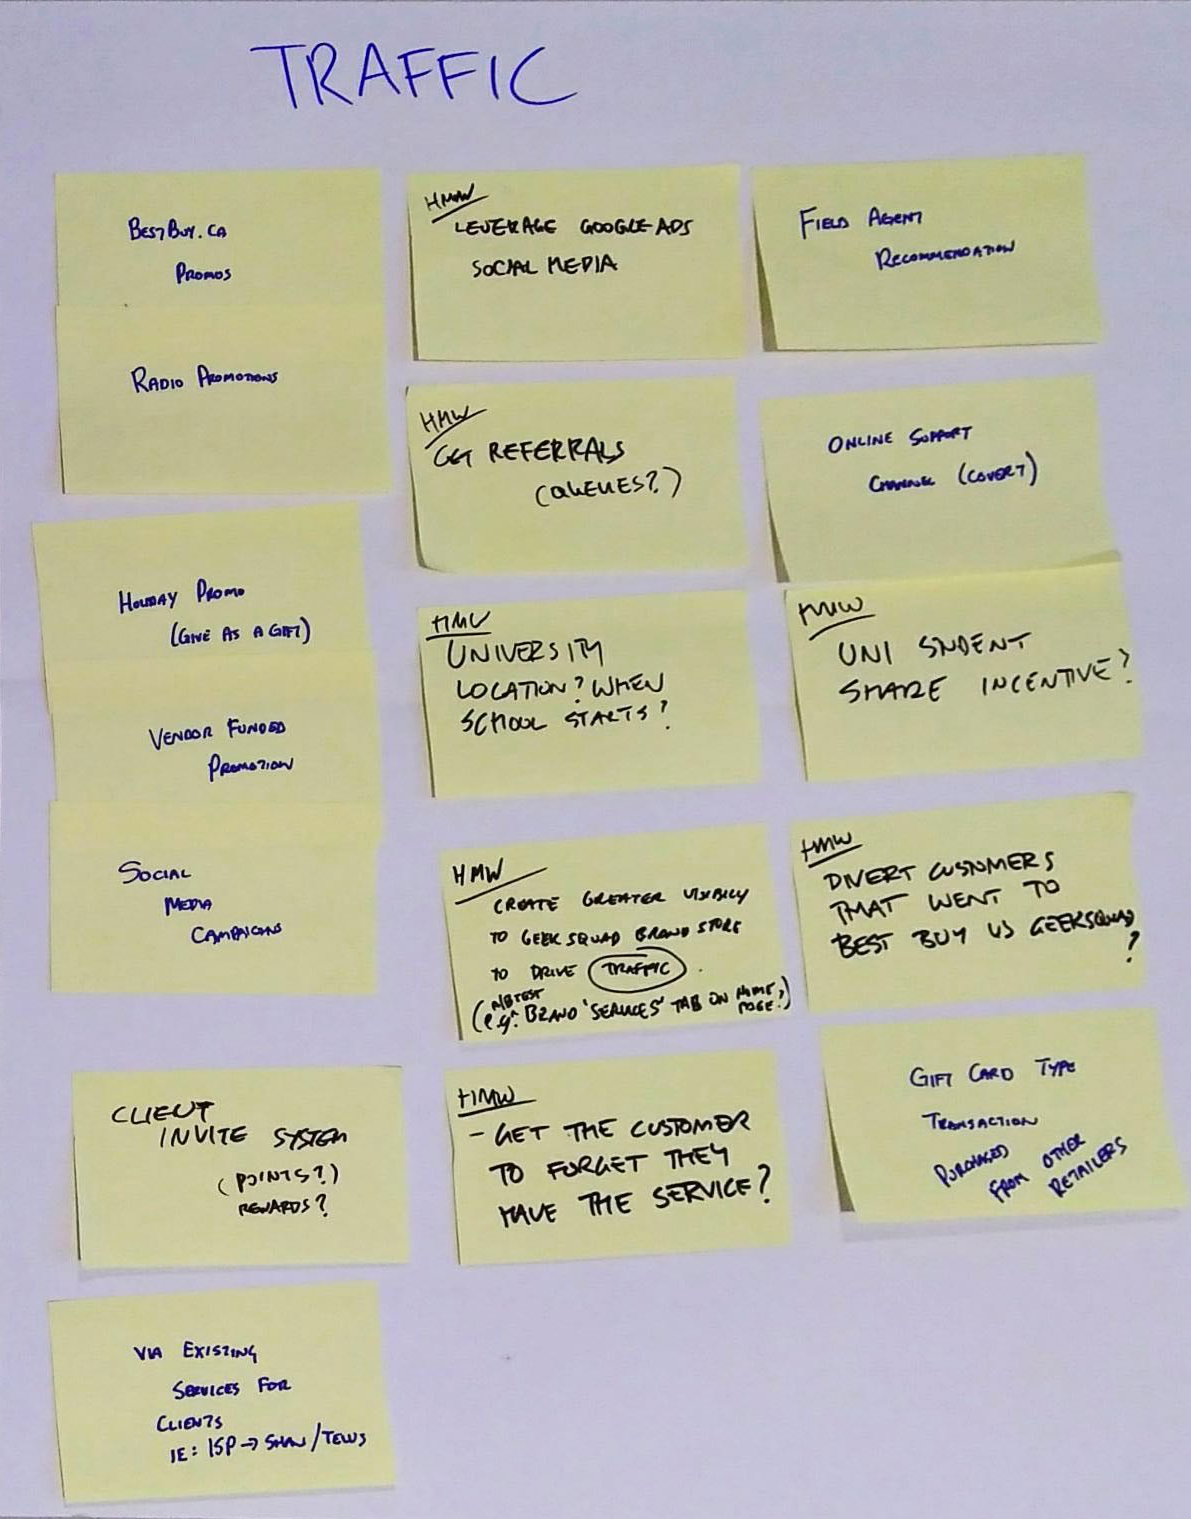 TRAFFIC
BESTBUY.CA
PROMOS
RADIO PROMOTIONS
HOLIDAY PROMO
(GIVE AS A GIFT)
VENDOR FUNDED
PROMOTION
SOCIAL
MEDIA
CAMPAIGNS
CLIENT
INVITE SYSTEM
(POINTS?)
REWARDS?
VIA EXISTING
SERVICES FOR
CLIENTS
IE: ISP → SHAW/TELUS
HMW
LEVERAGE GOOGLE ADS
SOCIAL MEDIA
HMW
GET REFERRALS
(QUEUES?)
HMW
UNIVERSITY
LOCATION? WHEN
SCHOOL STARTS?
HMW
CREATE GREATER VISIBILY
TO GEEK SQUAD BRAND STORE
TO DRIVE TRAFFIC.
A/B TEST
(e.g. BRAND 'SERVICES' TAB ON HOME PAGE?)
HMW
- GET THE CUSTOMER
TO FORGET THEY
HAVE THE SERVICE?
FIELD AGENT
RECOMMENDATION
ONLINE SUPPORT
CHANNEL (COVERT)
HMW
UNI STUDENT
SHARE INCENTIVE?
HMW
DIVERT CUSTOMERS
THAT WENT TO
BEST BUY VS GEEKSQUAD
?
GIFT CARD TYPE
TRANSACTION
PURCHASED
FROM OTHER
RETAILERS